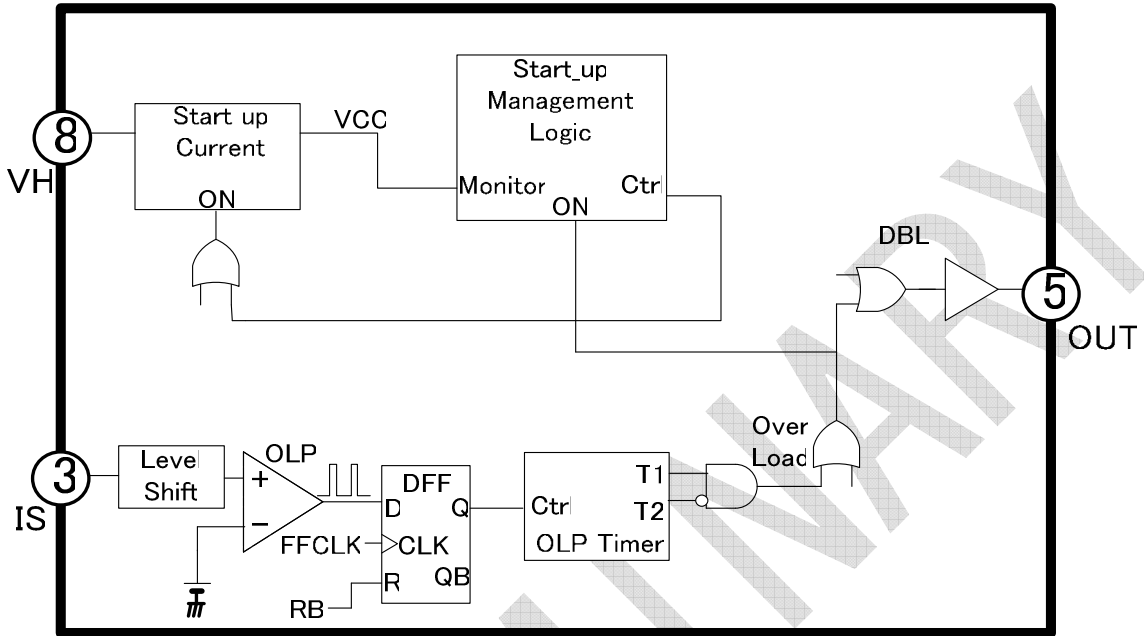 Start_up
Management
Logic
Start up
Current
VCC
8
VH
Monitor
Ctrl
ON
ON
DBL
5
OUT
Over
Load
OLP
Level
Shift
+
−
3
IS
DFF
D
Q
FFCLK
CLK
R
QB
RB
T1
Ctrl
T2
OLP Timer